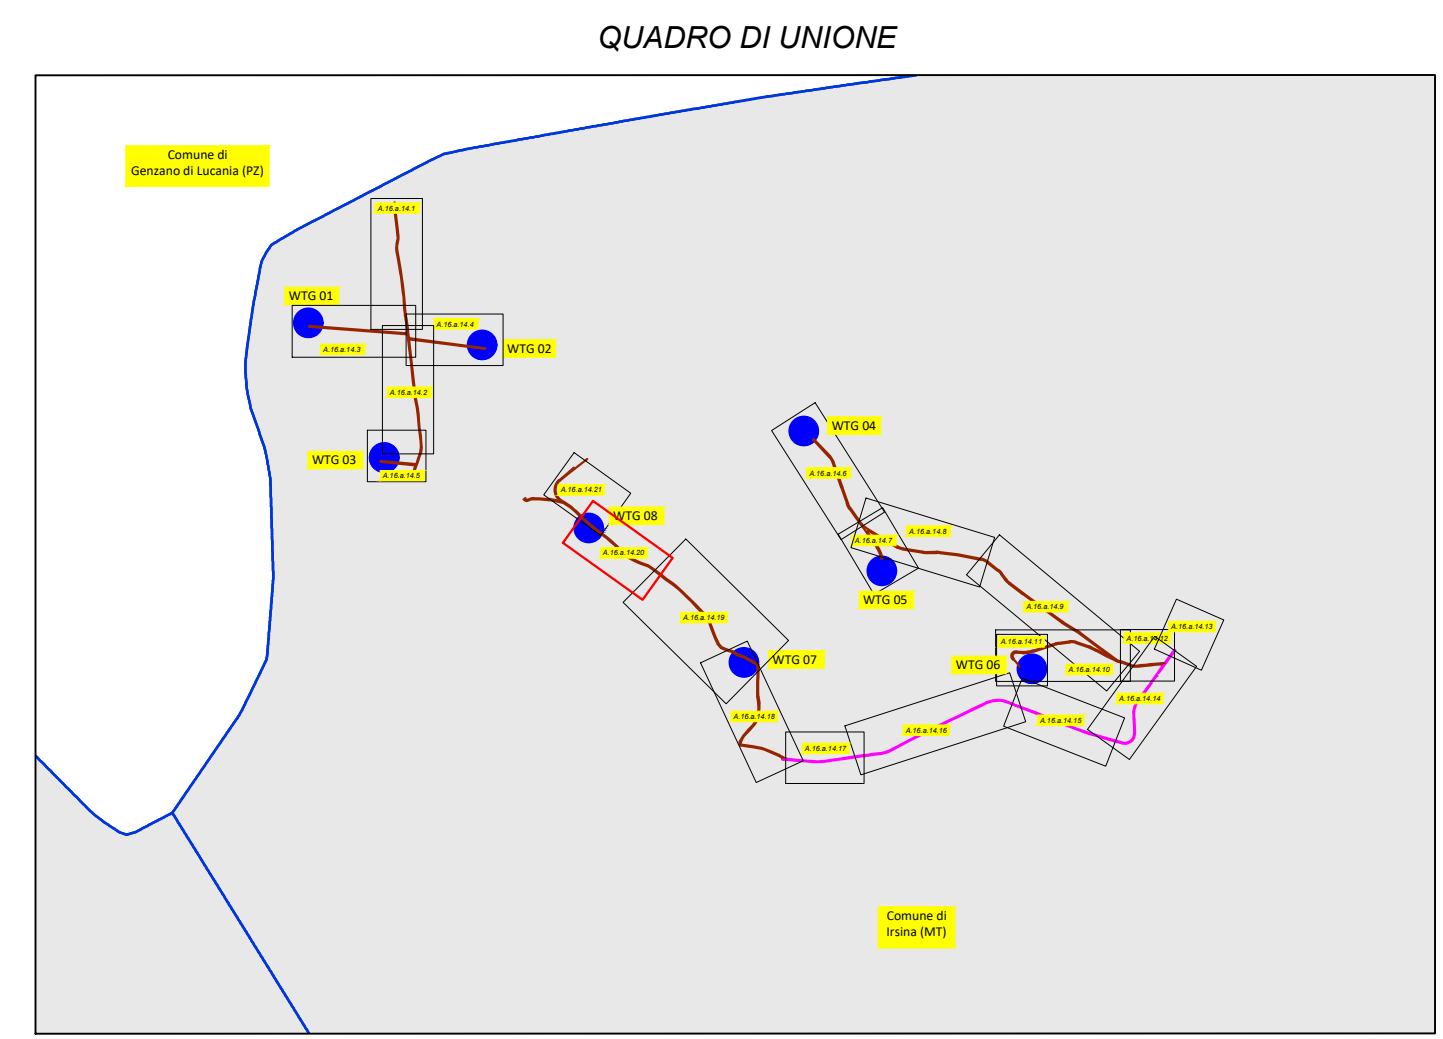 QUADRO DI UNIONE
Comune di
Genzano di Lucania (PZ)
A.16.a.14.1
WTG 01
A.16.a.14.4
A.16.a.14.3
WTG 02
A.16.a.14.2
WTG 03
A.16.a.14.5
WTG 04
A.16.a.14.6
A.16.a.14.21
WTG 08
A.16.a.14.20
A.16.a.14.8
A.16.a.14.7
WTG 05
A.16.a.14.9
A.16.a.14.19
A.16.a.14.13
A.16.a.14.11
A.16.a.14.12
WTG 07
WTG 06
A.16.a.14.10
A.16.a.14.14
A.16.a.14.18
A.16.a.14.15
A.16.a.14.16
A.16.a.14.17
Comune di
Irsina (MT)